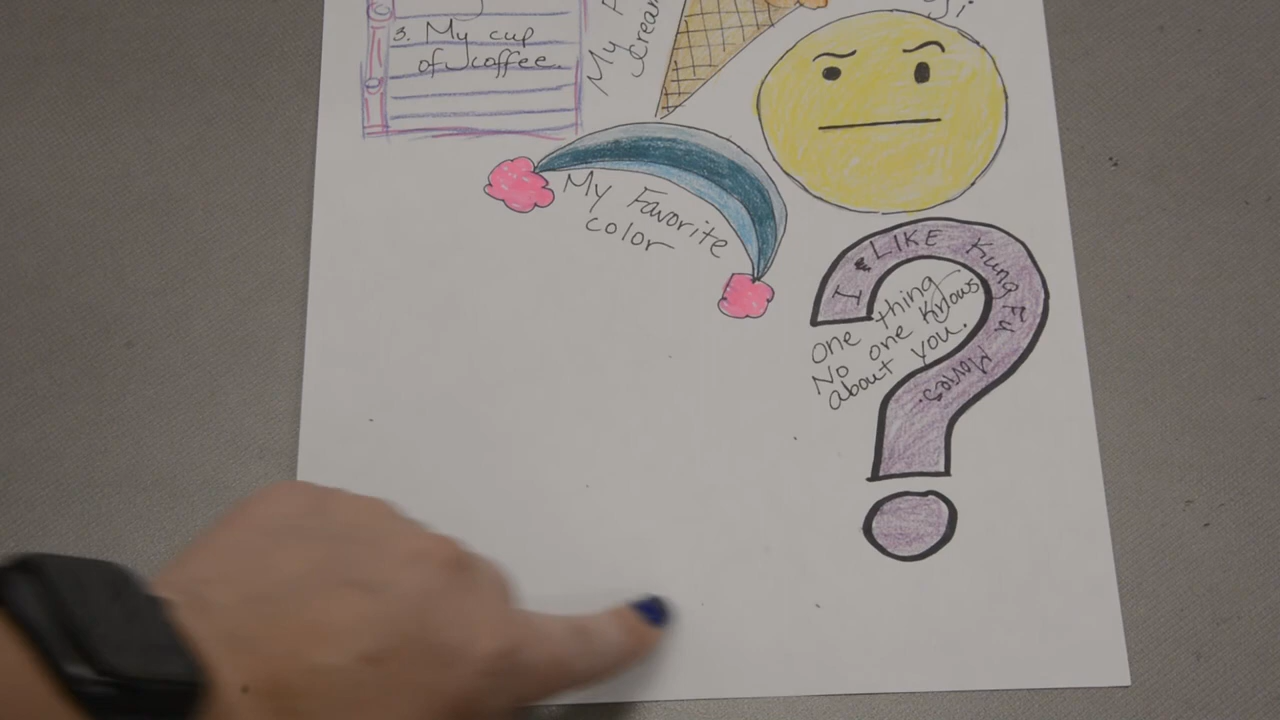 3. My cup
of coffee.
My
cream
My Favorite
color
I LIKE Kung Fu Movies.
one thing
No one knows
about you.